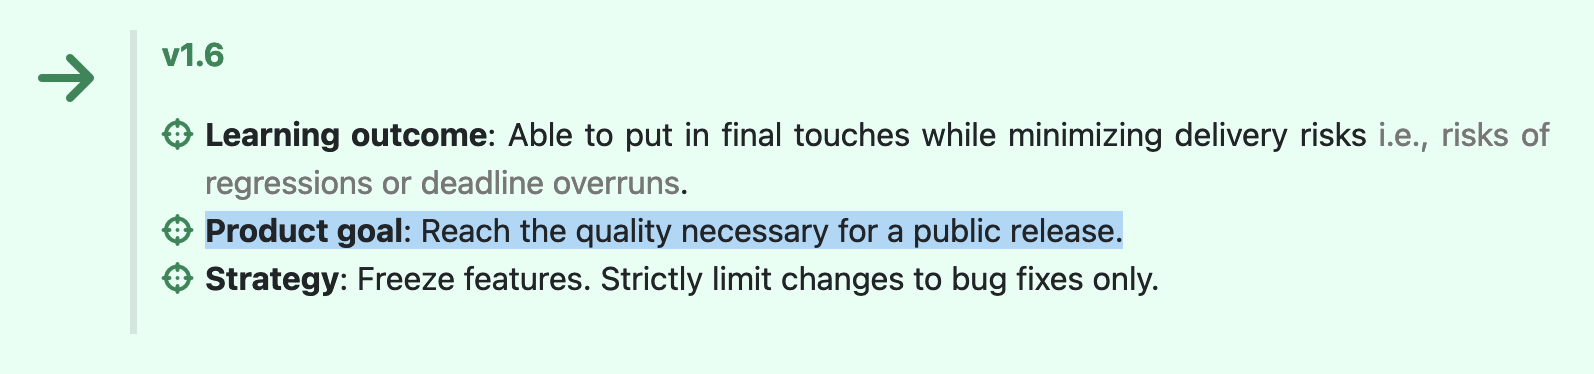 v1.6
Learning outcome: Able to put in final touches while minimizing delivery risks i.e., risks of
regressions or deadline overruns.
Product goal: Reach the quality necessary for a public release.
Strategy: Freeze features. Strictly limit changes to bug fixes only.